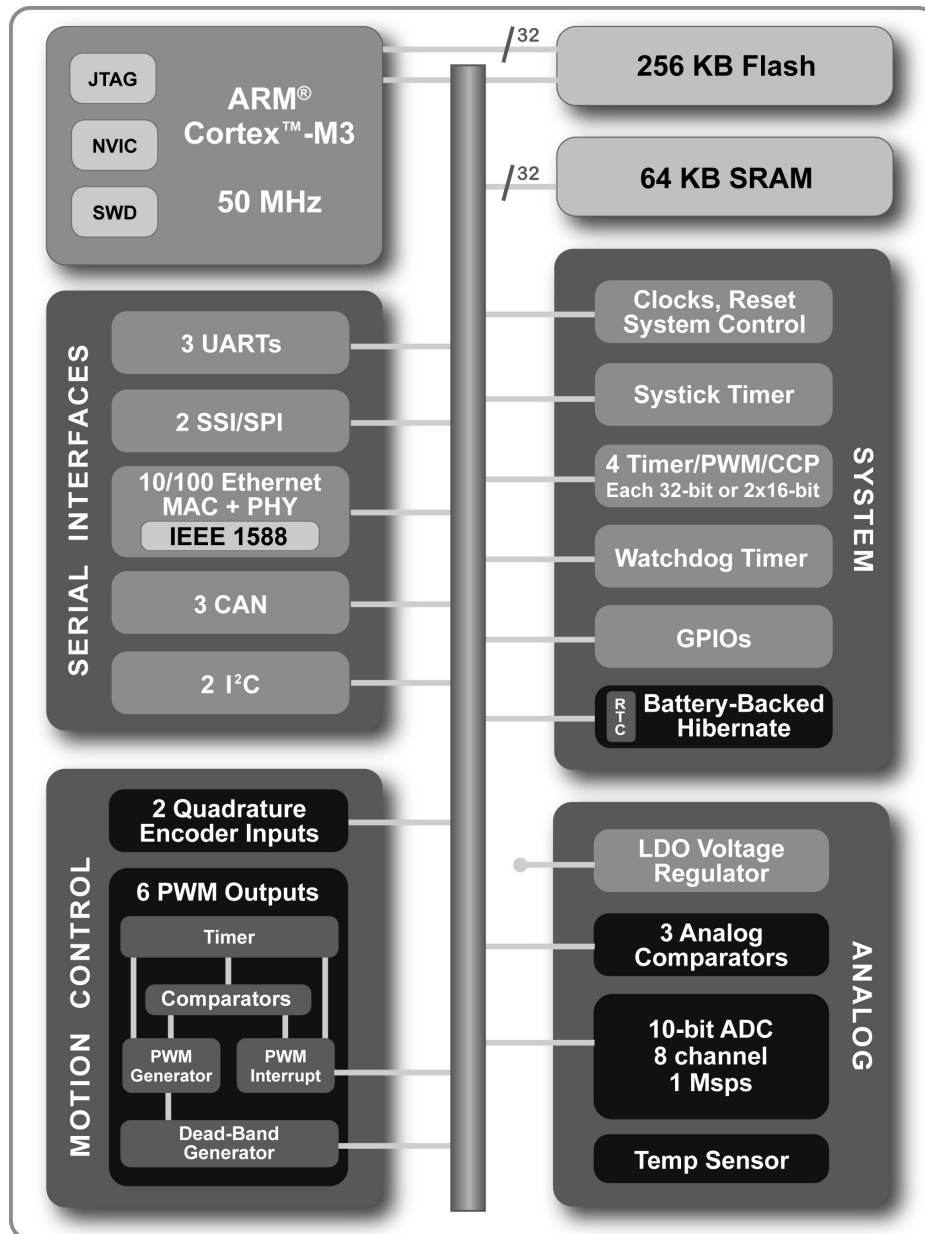 JTAG
NVIC
SWD
ARM®
Cortex™-M3
50 MHz
32
256 KB Flash
32
64 KB SRAM
SERIAL INTERFACES
3 UARTs
2 SSI/SPI
10/100 Ethernet
MAC + PHY
IEEE 1588
3 CAN
2 I²C
SYSTEM
Clocks, Reset
System Control
Systick Timer
4 Timer/PWM/CCP
Each 32-bit or 2x16-bit
Watchdog Timer
GPIOs
RTC
Battery-Backed
Hibernate
MOTION CONTROL
2 Quadrature
Encoder Inputs
6 PWM Outputs
Timer
Comparators
PWM
Generator
PWM
Interrupt
Dead-Band
Generator
ANALOG
LDO Voltage
Regulator
3 Analog
Comparators
10-bit ADC
8 channel
1 Msps
Temp Sensor